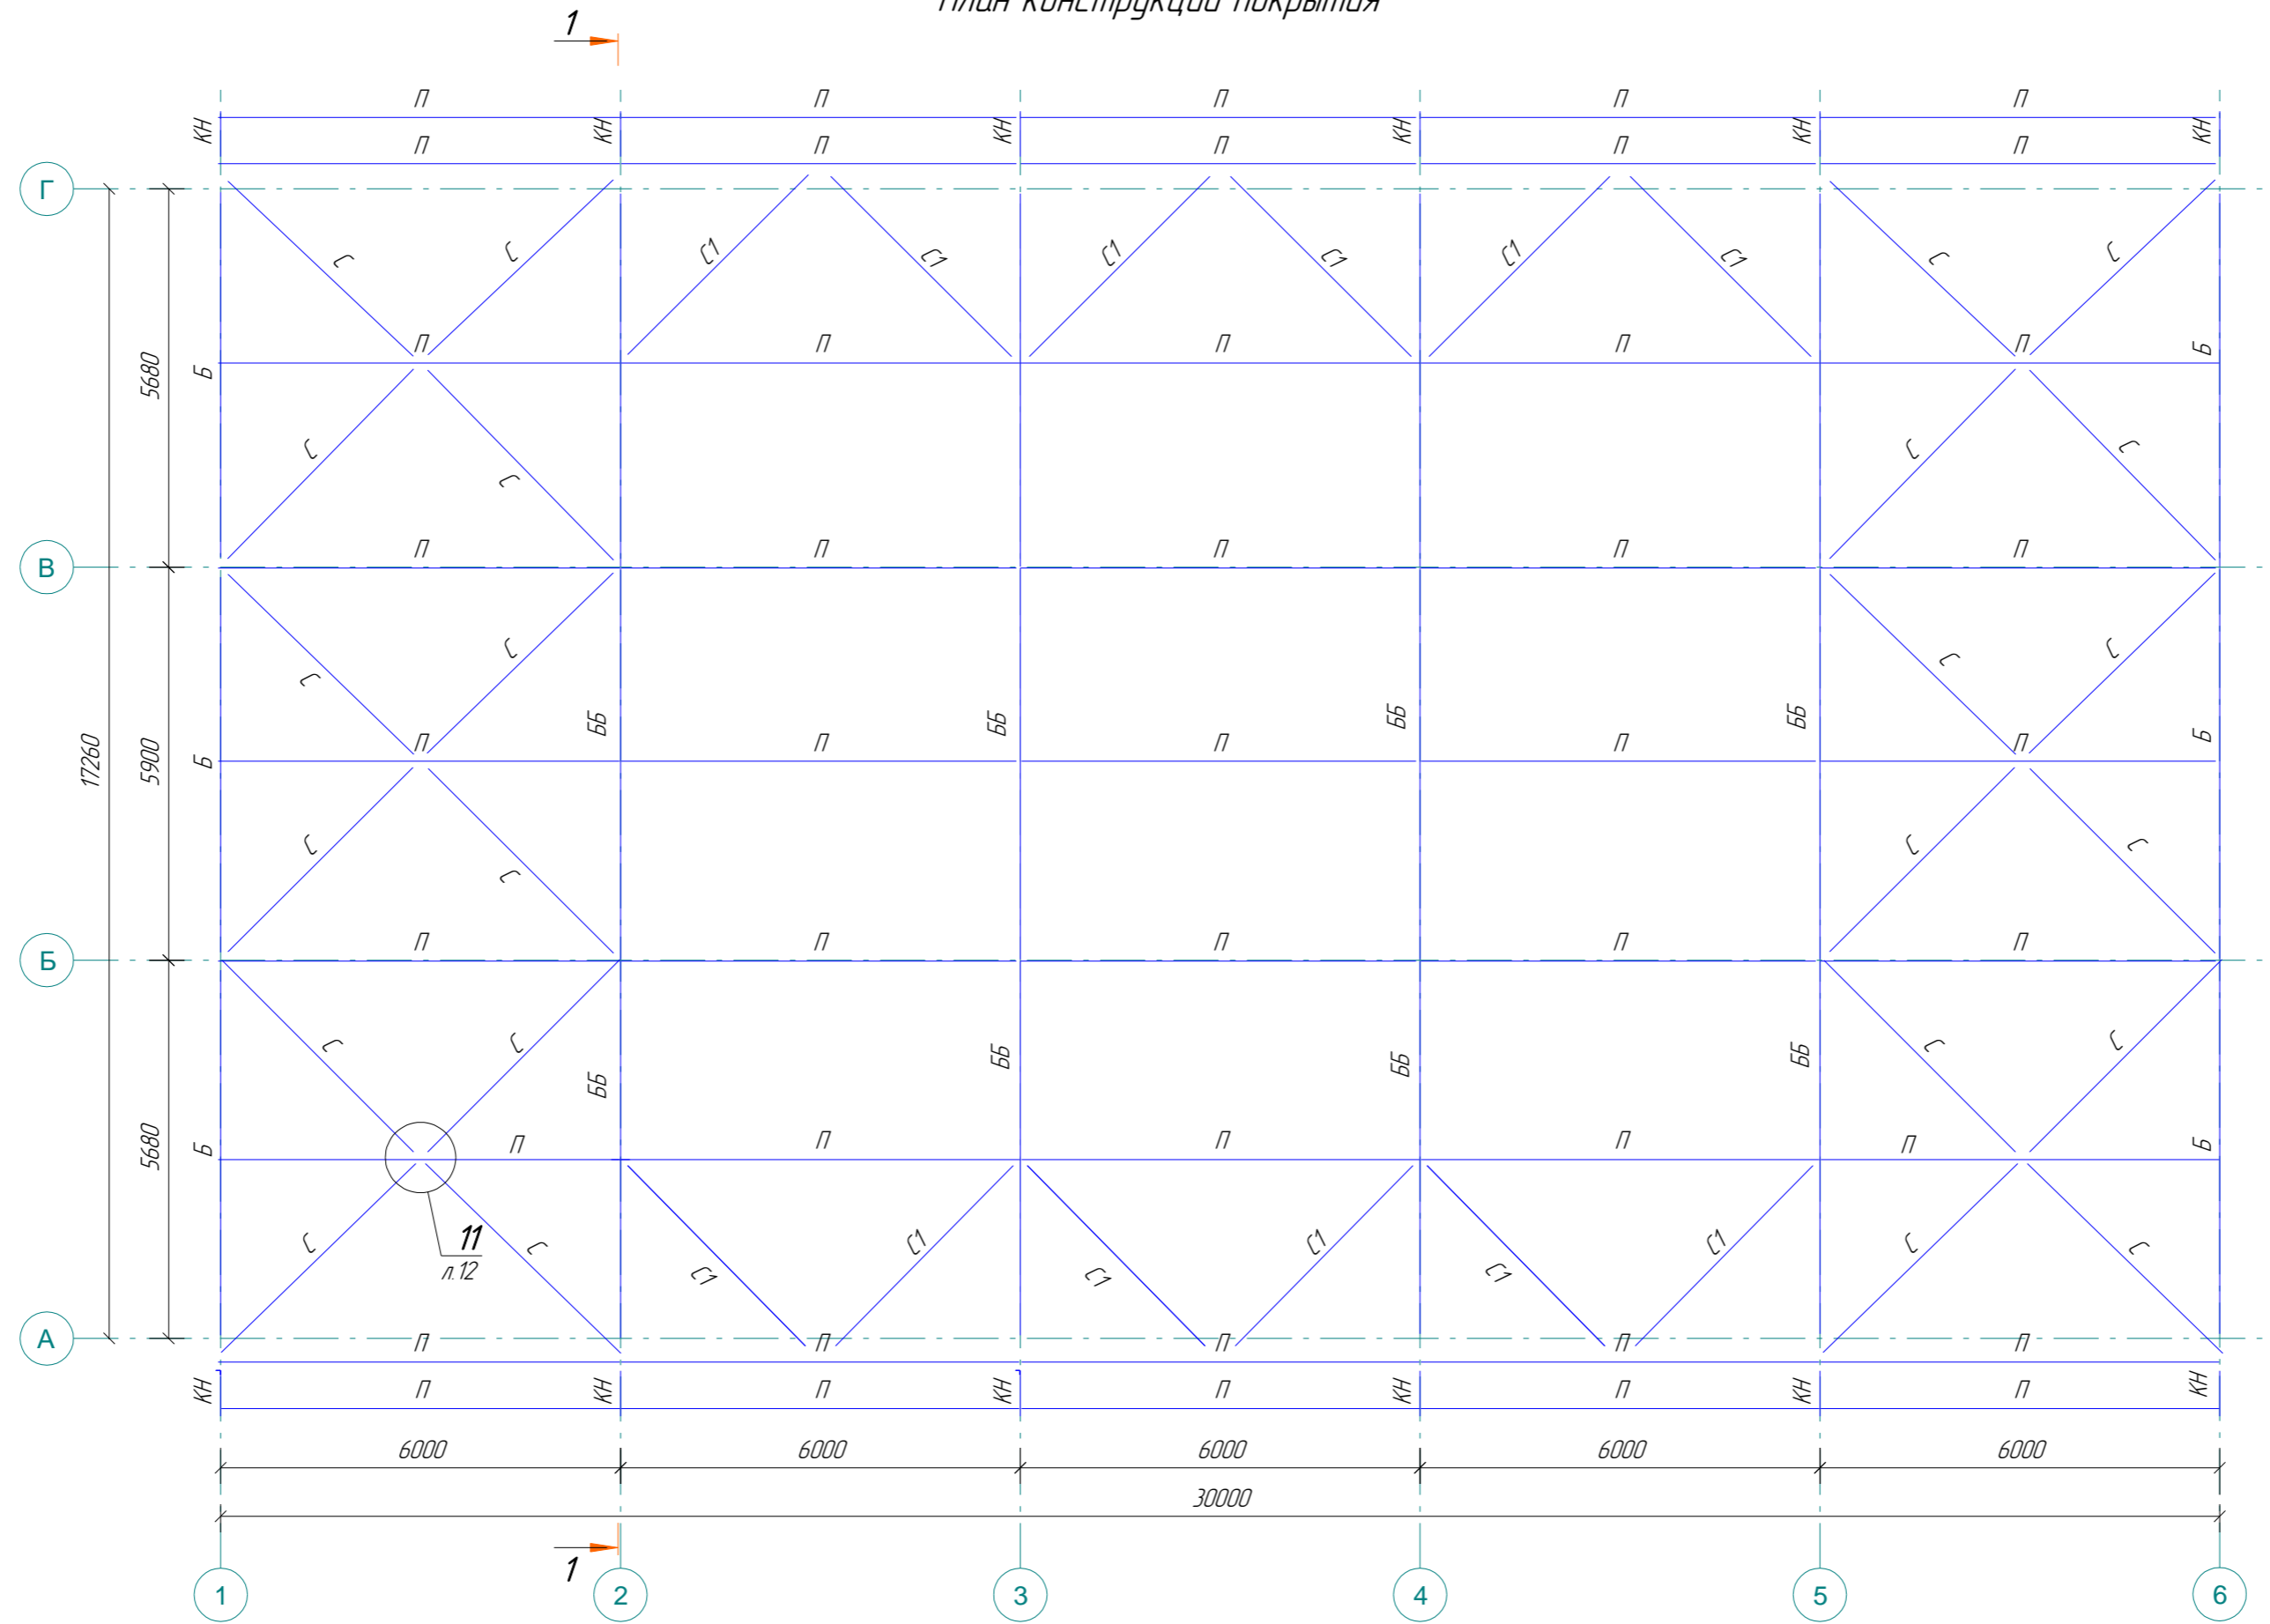 План конструкций покрытия
1
П П П П П
КН КН КН КН КН КН
П П П П П
Г
С С С1 С1 С1 С1 С1 С1 С С
П П П П П
Б Б
5680
С С С С
П П П П П
В
С С С С
ББ ББ ББ ББ
П П П П П
Б Б
17260
5900
С С С С
П П П П П
Б
С С С С
ББ ББ ББ ББ
П П П П П
Б Б
5680
11
л.12
С С С1 С1 С1 С1 С1 С1 С С
А
П П П П П
КН КН КН КН КН КН
П П П П П
6000 6000 6000 6000 6000
30000
1
1 2 3 4 5 6